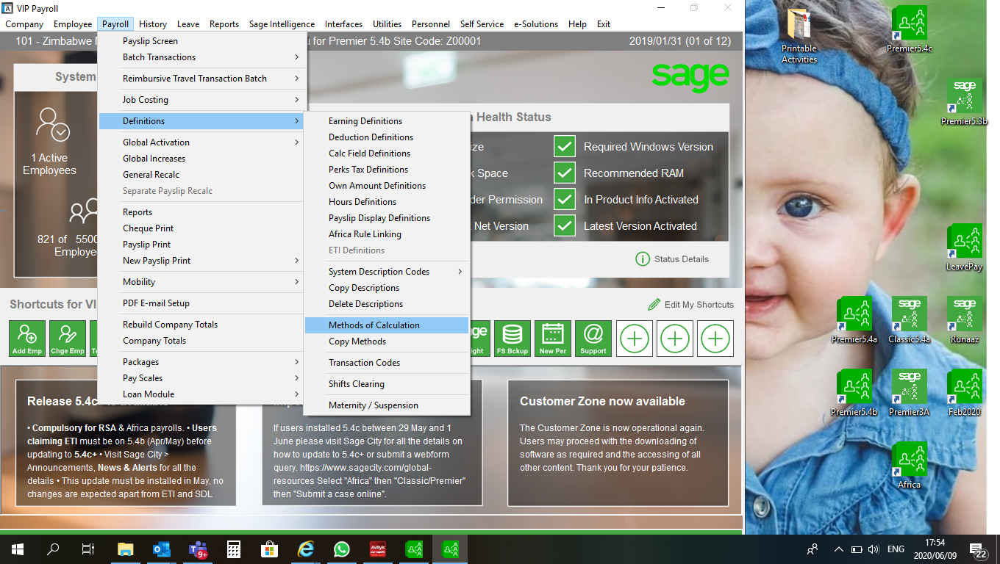 VIP Payroll
Company Employee Payroll History Leave Reports Sage Intelligence Interfaces Utilities Personnel Self Service e-Solutions Help Exit
101 - Zimbabwe
u for Premier 5.4b Site Code: Z00001
2019/01/31 (01 of 12)
sage
System
1 Active
Employees
821 of 5500
Employe
Payslip Screen
Batch Transactions
Reimbursive Travel Transaction Batch
Job Costing
Definitions
Global Activation
Global Increases
General Recalc
Separate Payslip Recalc
Reports
Cheque Print
Payslip Print
New Payslip Print
Mobility
PDF E-mail Setup
Rebuild Company Totals
Company Totals
Packages
Pay Scales
Loan Module
Earning Definitions
Deduction Definitions
Calc Field Definitions
Perks Tax Definitions
Own Amount Definitions
Hours Definitions
Payslip Display Definitions
Africa Rule Linking
ETI Definitions
System Description Codes
Copy Descriptions
Delete Descriptions
Methods of Calculation
Copy Methods
Transaction Codes
Shifts Clearing
Maternity / Suspension
Health Status
ize
Required Windows Version
k Space
Recommended RAM
der Permission
In Product Info Activated
Net Version
Latest Version Activated
Status Details
Shortcuts for VI
Edit My Shortcuts
Add Emp
Chge Emp
ge
ight
FS Bckup
New Per
Support
Release 5.4c
• Compulsory for RSA & Africa payrolls. • Users
claiming ETI must be on 5.4b (Apr/May) before
updating to 5.4c+ • Visit Sage City >
Announcements, News & Alerts for all the
details • This update must be installed in May, no
changes are expected apart from ETI and SDL
If users installed 5.4c between 29 May and 1
June please visit Sage City for all the details on
how to update to 5.4c+ or submit a webform
query. https://www.sagecity.com/global-
resources Select "Africa" then "Classic/Premier"
then "Submit a case online".
Customer Zone now available
The Customer Zone is now operational again.
Users may proceed with the downloading of
software as required and the accessing of all
other content. Thank you for your patience.
Printable
Activities
Premier5.4c
sage
Premier5.3b
LeavePay
Premier5.4a
sage
Classic5.4a
sage
Runaaz
Premier5.4b
sage
Premier3A
Feb2020
Africa
9+
AVAYA
ENG
17:54
2020/06/09
22